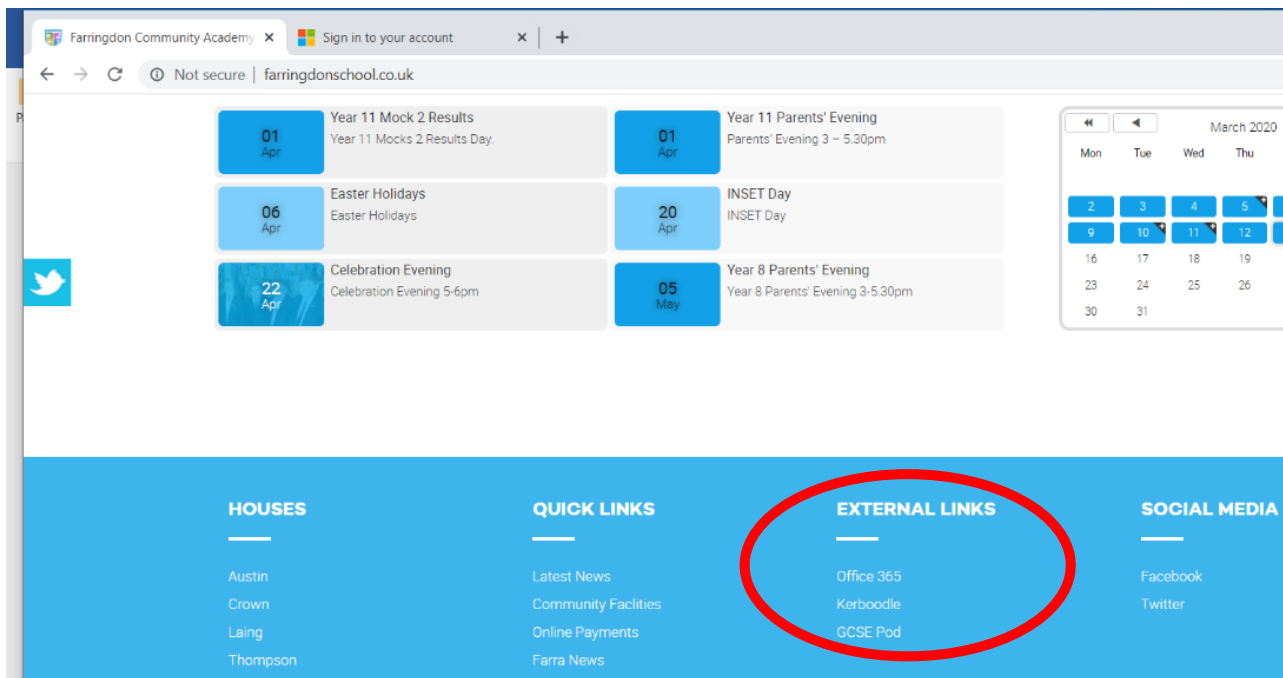 Farringdon Community Academy
Sign in to your account
Not secure | farringdonschool.co.uk
P
01
Apr
Year 11 Mock 2 Results
Year 11 Mocks 2 Results Day.
01
Apr
Year 11 Parents' Evening
Parents' Evening 3 – 5.30pm
06
Apr
Easter Holidays
Easter Holidays
20
Apr
INSET Day
INSET Day
22
Apr
Celebration Evening
Celebration Evening 5-6pm
05
May
Year 8 Parents' Evening
Year 8 Parents' Evening 3-5.30pm
March 2020
Mon Tue Wed Thu
2 3 4 5
9 10 11 12
16 17 18 19
23 24 25 26
30 31
HOUSES
Austin
Crown
Laing
Thompson
QUICK LINKS
Latest News
Community Faclities
Online Payments
Farra News
EXTERNAL LINKS
Office 365
Kerboodle
GCSE Pod
SOCIAL MEDIA
Facebook
Twitter